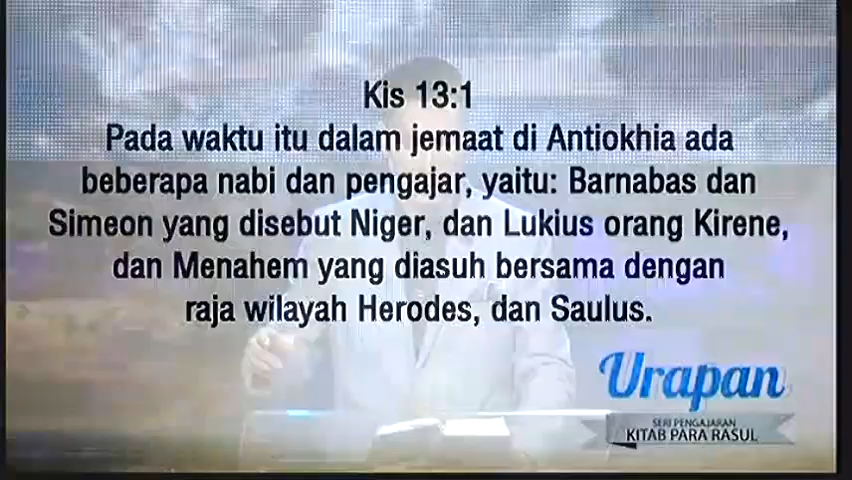 Kis 13:1
Pada waktu itu dalam jemaat di Antiokhia ada
beberapa nabi dan pengajar, yaitu: Barnabas dan
Simeon yang disebut Niger, dan Lukius orang Kirene,
dan Menahem yang diasuh bersama dengan
raja wilayah Herodes, dan Saulus.
Urapan
SERI PENGAJARAN
KITAB PARA RASUL